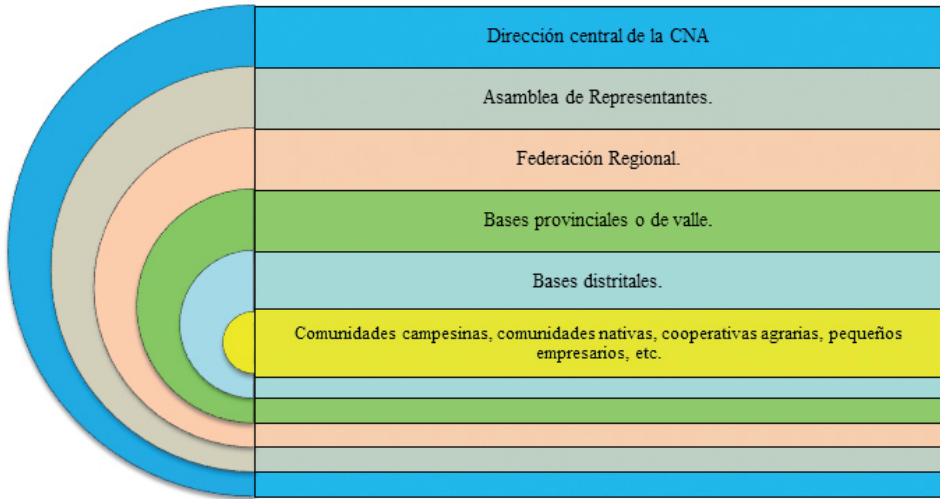 Dirección central de la CNA
Asamblea de Representantes.
Federación Regional.
Bases provinciales o de valle.
Bases distritales.
Comunidades campesinas, comunidades nativas, cooperativas agrarias, pequeños
empresarios, etc.